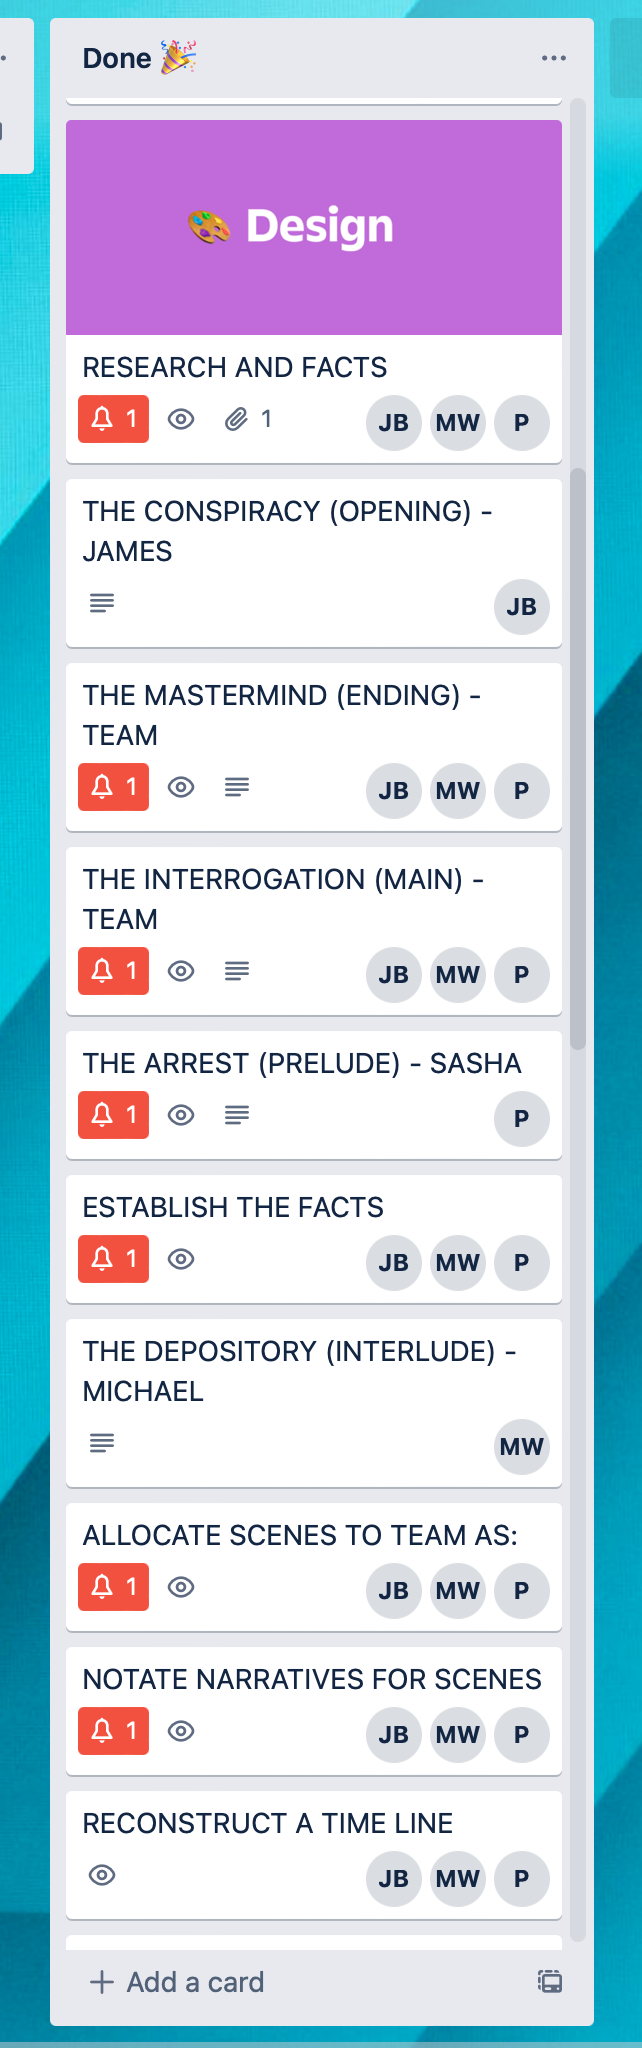 Done 🎉
Design
RESEARCH AND FACTS
1
1
JB MW P
THE CONSPIRACY (OPENING) -
JAMES
JB
THE MASTERMIND (ENDING) -
TEAM
1
JB MW P
THE INTERROGATION (MAIN) -
TEAM
1
JB MW P
THE ARREST (PRELUDE) - SASHA
1
P
ESTABLISH THE FACTS
1
JB MW P
THE DEPOSITORY (INTERLUDE) -
MICHAEL
MW
ALLOCATE SCENES TO TEAM AS:
1
JB MW P
NOTATE NARRATIVES FOR SCENES
1
JB MW P
RECONSTRUCT A TIME LINE
JB MW P
+ Add a card